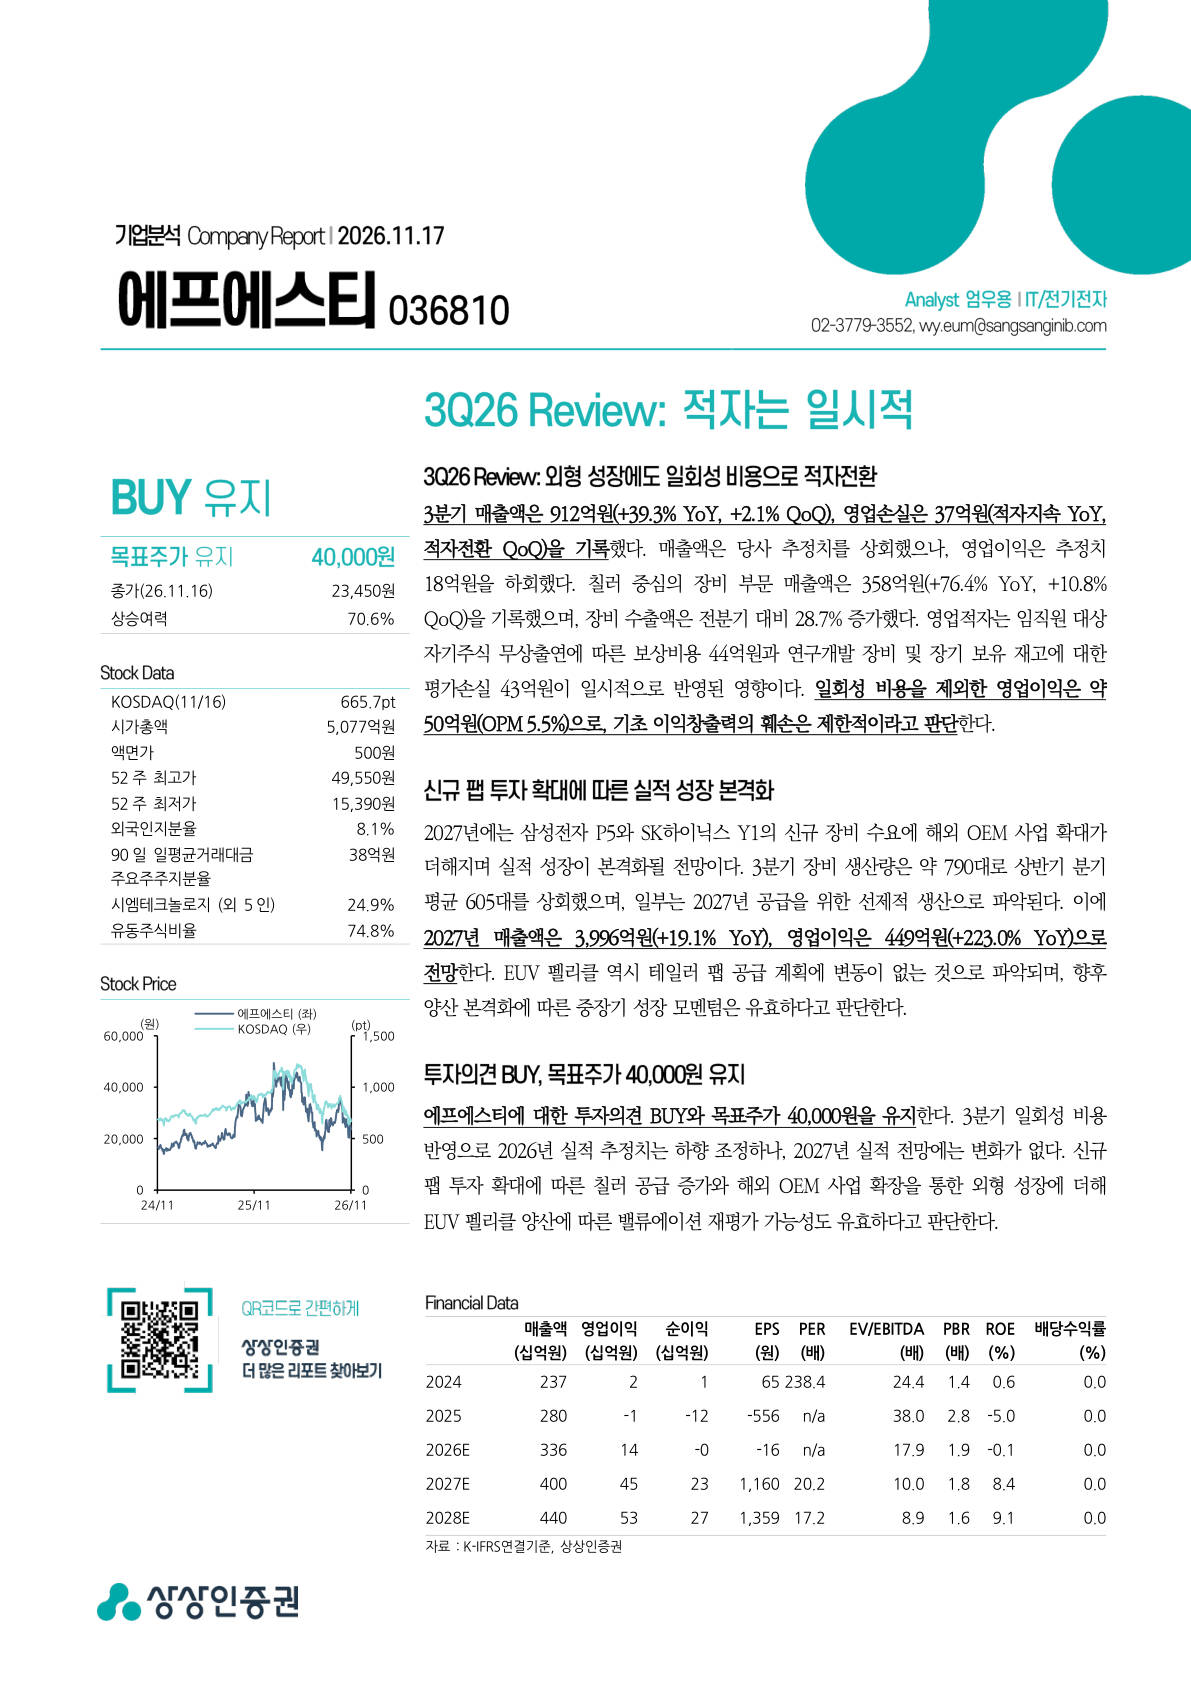 기업분석 Company Report | 2026.11.17
에프에스티 036810
Analyst 엄우용 | IT/전기전자
02-3779-3552, wy.eum@sangsanginib.com
3Q26 Review: 적자는 일시적
BUY 유지
목표주가 유지 40,000원
종가(26.11.16) 23,450원
상승여력 70.6%
Stock Data
KOSDAQ(11/16) 665.7pt
시가총액 5,077억원
액면가 500원
52 주 최고가 49,550원
52 주 최저가 15,390원
외국인지분율 8.1%
90 일 일평균거래대금 38억원
주요주주지분율
시엠테크놀로지 (외 5 인) 24.9%
유동주식비율 74.8%
Stock Price
에프에스티 (좌)
KOSDAQ (우)
(원) (pt)
60,000 1,500
40,000 1,000
20,000 500
0 0
24/11 25/11 26/11
QR코드로 간편하게
상상인증권
더 많은 리포트 찾아보기
3Q26 Review: 외형 성장에도 일회성 비용으로 적자전환
3분기 매출액은 912억원(+39.3% YoY, +2.1% QoQ), 영업손실은 37억원(적자지속 YoY,
적자전환 QoQ)을 기록했다. 매출액은 당사 추정치를 상회했으나, 영업이익은 추정치
18억원을 하회했다. 칠러 중심의 장비 부문 매출액은 358억원(+76.4% YoY, +10.8%
QoQ)을 기록했으며, 장비 수출액은 전분기 대비 28.7% 증가했다. 영업적자는 임직원 대상
자기주식 무상출연에 따른 보상비용 44억원과 연구개발 장비 및 장기 보유 재고에 대한
평가손실 43억원이 일시적으로 반영된 영향이다. 일회성 비용을 제외한 영업이익은 약
50억원(OPM 5.5%)으로, 기초 이익창출력의 훼손은 제한적이라고 판단한다.
신규 팹 투자 확대에 따른 실적 성장 본격화
2027년에는 삼성전자 P5와 SK하이닉스 Y1의 신규 장비 수요에 해외 OEM 사업 확대가
더해지며 실적 성장이 본격화될 전망이다. 3분기 장비 생산량은 약 790대로 상반기 분기
평균 605대를 상회했으며, 일부는 2027년 공급을 위한 선제적 생산으로 파악된다. 이에
2027년 매출액은 3,996억원(+19.1% YoY), 영업이익은 449억원(+223.0% YoY)으로
전망한다. EUV 펠리클 역시 테일러 팹 공급 계획에 변동이 없는 것으로 파악되며, 향후
양산 본격화에 따른 중장기 성장 모멘텀은 유효하다고 판단한다.
투자의견 BUY, 목표주가 40,000원 유지
에프에스티에 대한 투자의견 BUY와 목표주가 40,000원을 유지한다. 3분기 일회성 비용
반영으로 2026년 실적 추정치는 하향 조정하나, 2027년 실적 전망에는 변화가 없다. 신규
팹 투자 확대에 따른 칠러 공급 증가와 해외 OEM 사업 확장을 통한 외형 성장에 더해
EUV 펠리클 양산에 따른 밸류에이션 재평가 가능성도 유효하다고 판단한다.
Financial Data
매출액 영업이익 순이익 EPS PER EV/EBITDA PBR ROE 배당수익률
(십억원) (십억원) (십억원) (원) (배) (배) (배) (%) (%)
2024 237 2 1 65 238.4 24.4 1.4 0.6 0.0
2025 280 -1 -12 -556 n/a 38.0 2.8 -5.0 0.0
2026E 336 14 -0 -16 n/a 17.9 1.9 -0.1 0.0
2027E 400 45 23 1,160 20.2 10.0 1.8 8.4 0.0
2028E 440 53 27 1,359 17.2 8.9 1.6 9.1 0.0
자료 : K-IFRS연결기준, 상상인증권
상상인증권